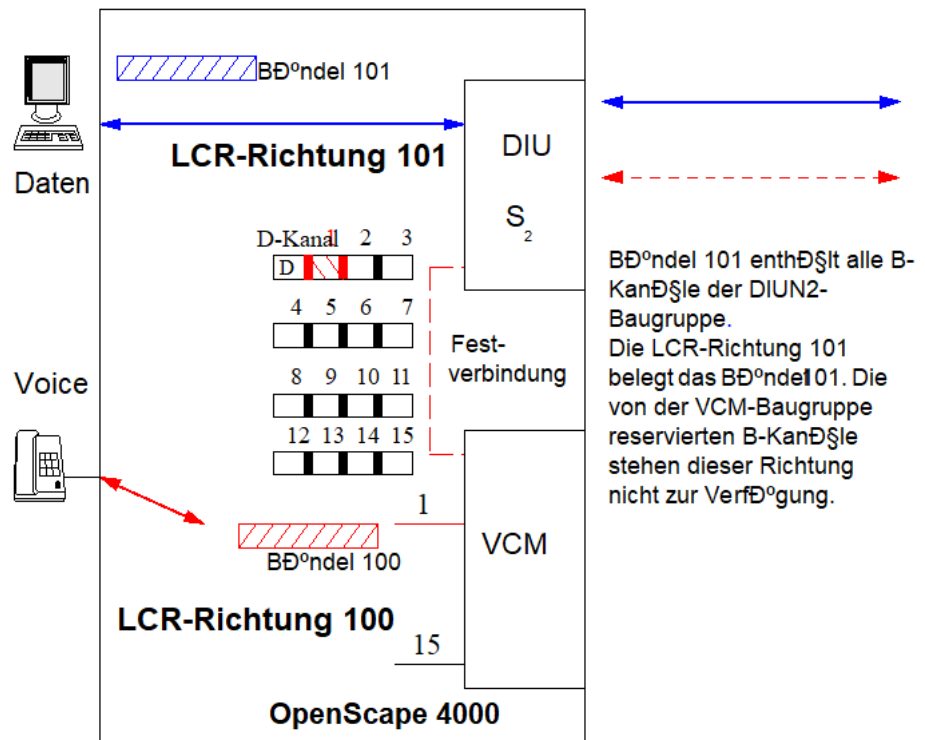 BÐºndel 101
LCR-Richtung 101
Daten
DIU
S2
D-Kanal 1 2 3
D
4 5 6 7
8 9 10 11
12 13 14 15
Fest-
verbindung
Voice
1
BÐºndel 100
VCM
LCR-Richtung 100
15
OpenScape 4000
BÐºndel 101 enthÐ§lt alle B-
KanÐ§le der DIUN2-
Baugruppe.
Die LCR-Richtung 101
belegt das BÐºndel101. Die
von der VCM-Baugruppe
reservierten B-KanÐ§le
stehen dieser Richtung
nicht zur VerfÐºgung.